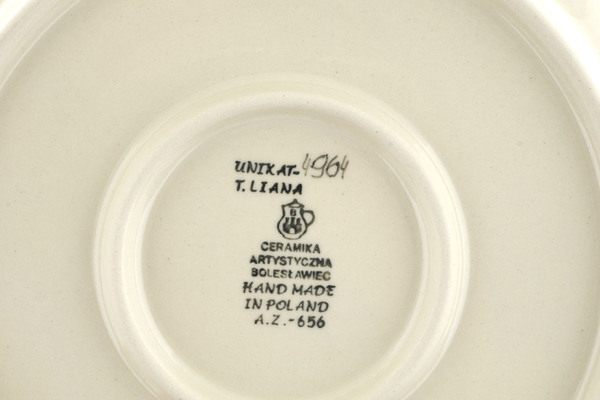 UNIKAT-4964
T.LIANA
CERAMIKA
ARTYSTYCZNA
BOLESŁAWIEC
HAND MADE
IN POLAND
A.Z.-656